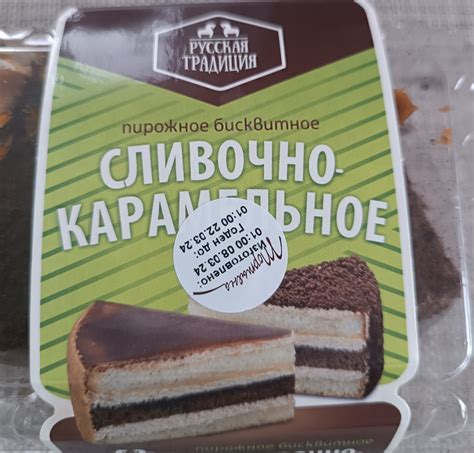 РУССКАЯ
ТРАДИЦИЯ
пирожное бисквитное
СЛИВОЧНО-
КАРАМЕЛЬНОЕ
Изготовлено:
01:00 08.03.24
Годен до:
01:00 22.03.24
пирожное бисквитное